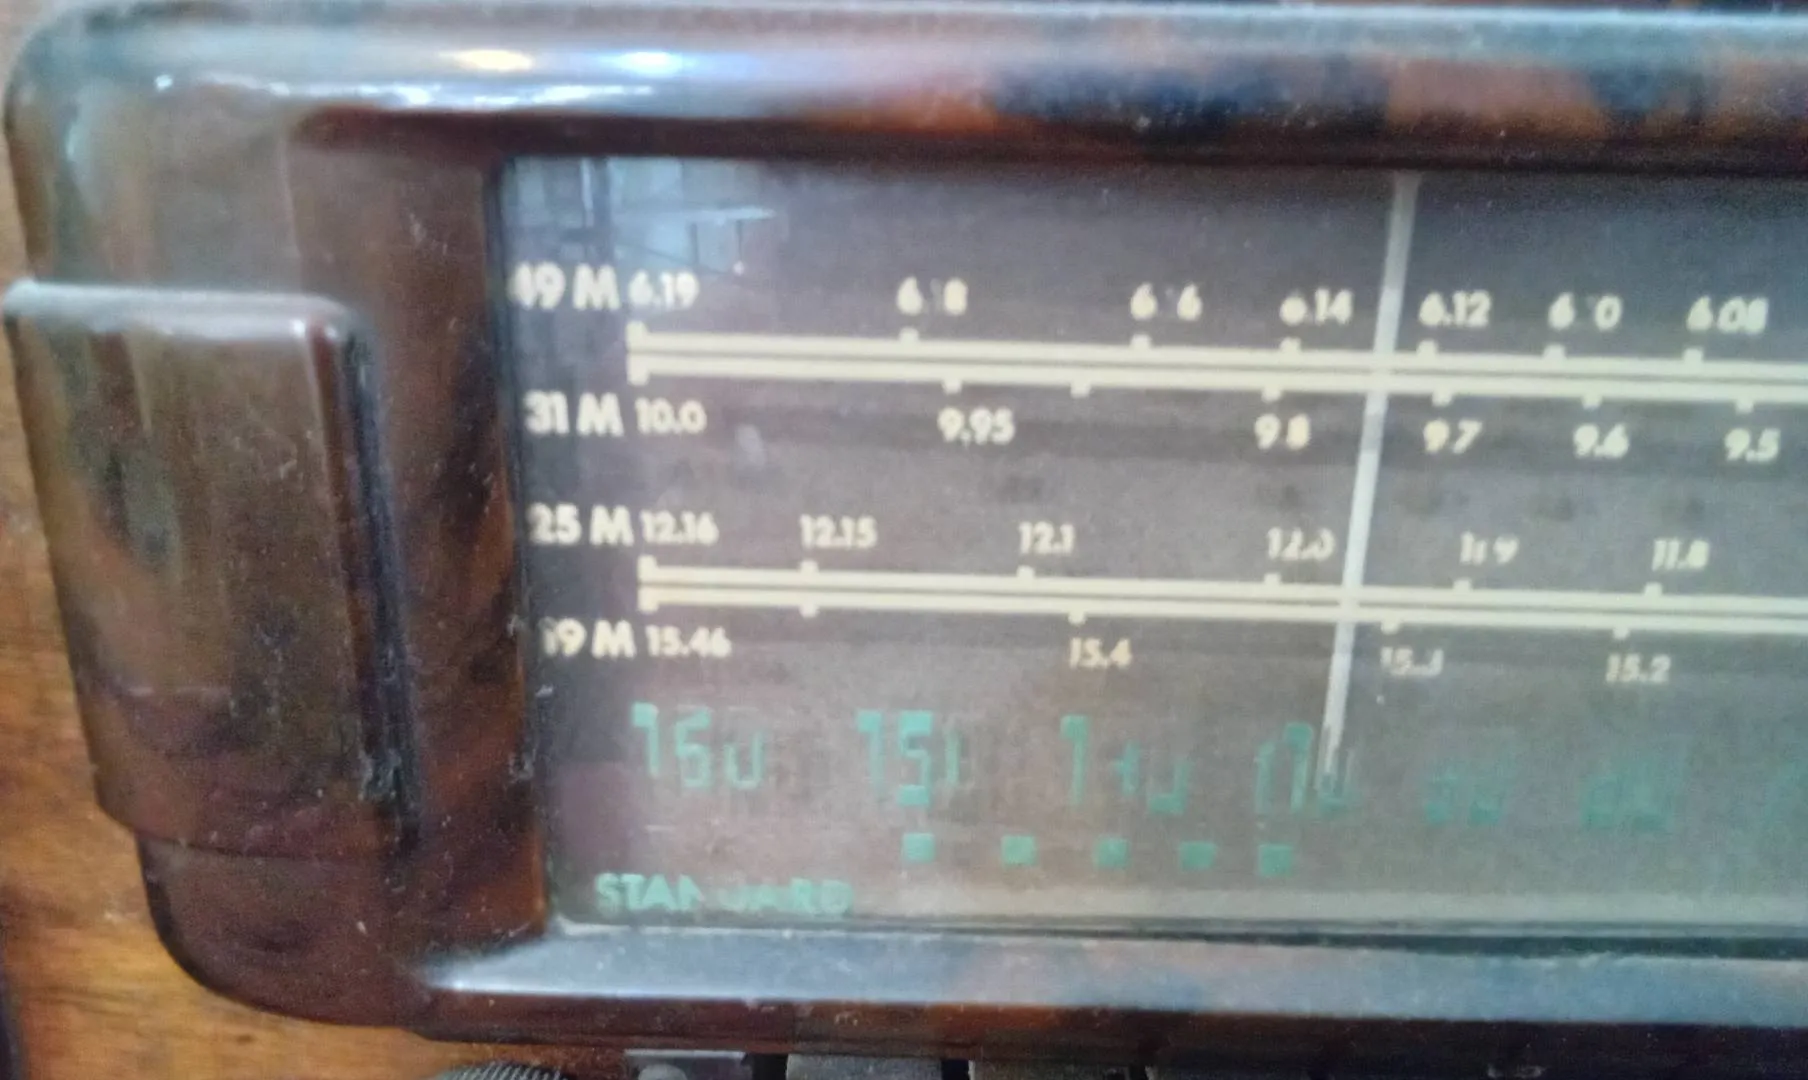 49 M 6.19 6.18 6.16 6.14 6.12 6.10 6.08
31 M 10.0 9.95 9.8 9.7 9.6 9.5
25 M 12.16 12.15 12.1 12.0 11.9 11.8
19 M 15.46 15.4 15.3 15.2
160 150 140
STANDARD